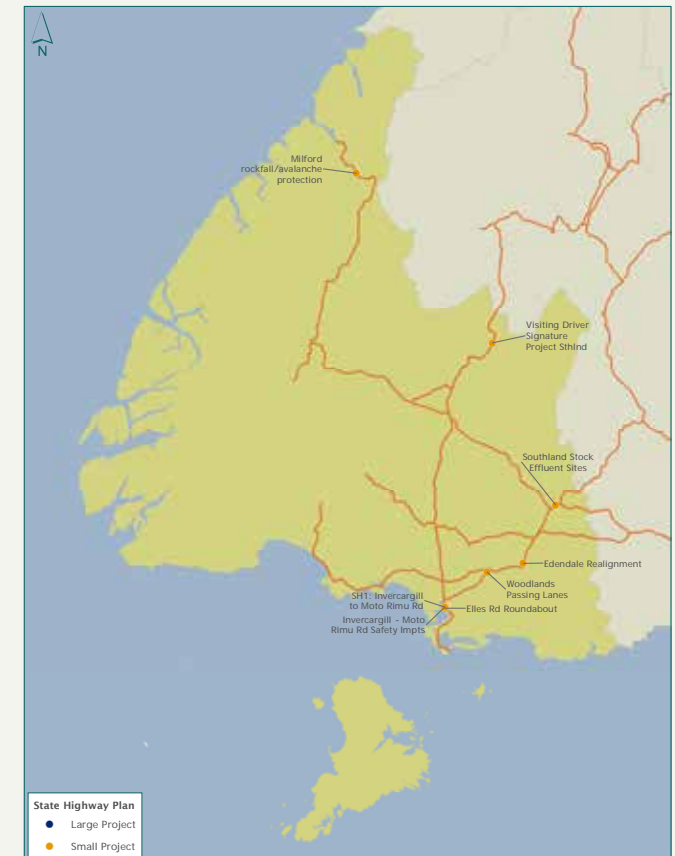 N
Milford
rockfall/avalanche
protection
Visiting Driver
Signature
Project Sthlnd
Southland Stock
Effluent Sites
Edendale Realignment
Woodlands
Passing Lanes
SH1: Invercargill
to Moto Rimu Rd
Elles Rd Roundabout
Invercargill - Moto
Rimu Rd Safety Impts
State Highway Plan
Large Project
Small Project